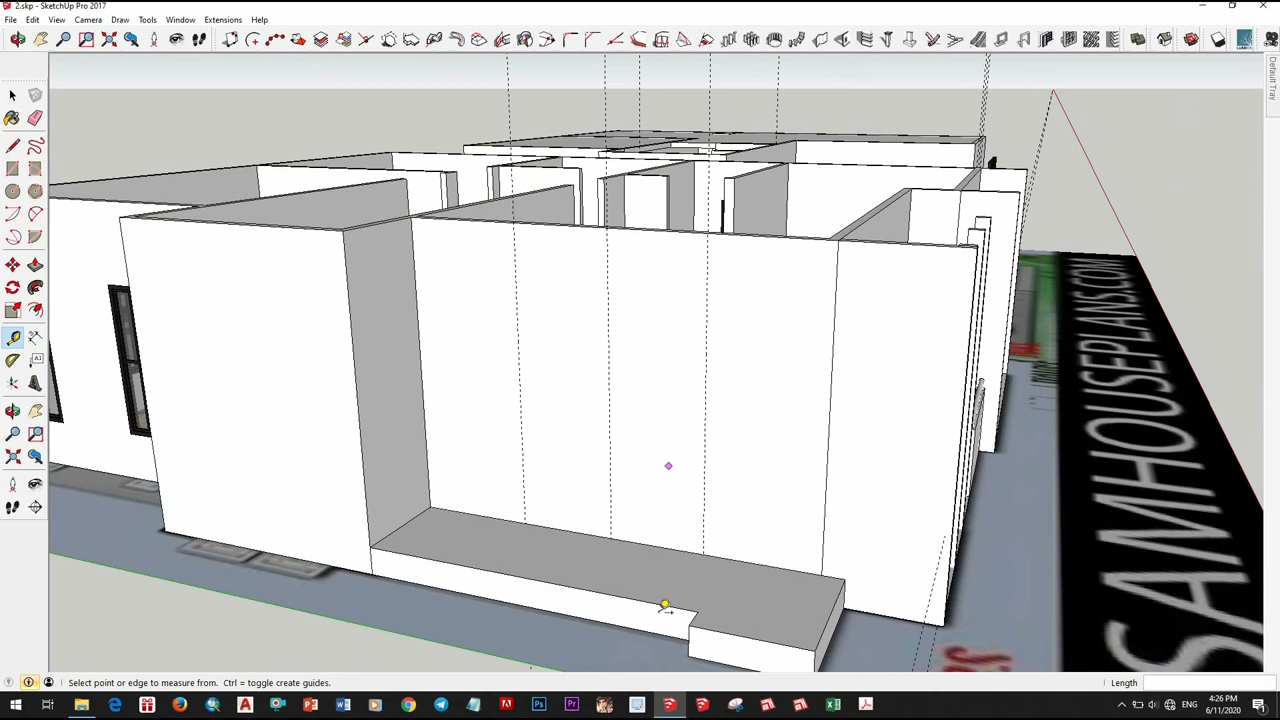 2.skp - SketchUp Pro 2017
File Edit View Camera Draw Tools Window Extensions Help
Default Tray
SAMHOUSEPLANS.COM
Select point or edge to measure from. Ctrl = toggle create guides.
Length
ENG
4:26 PM
6/11/2020